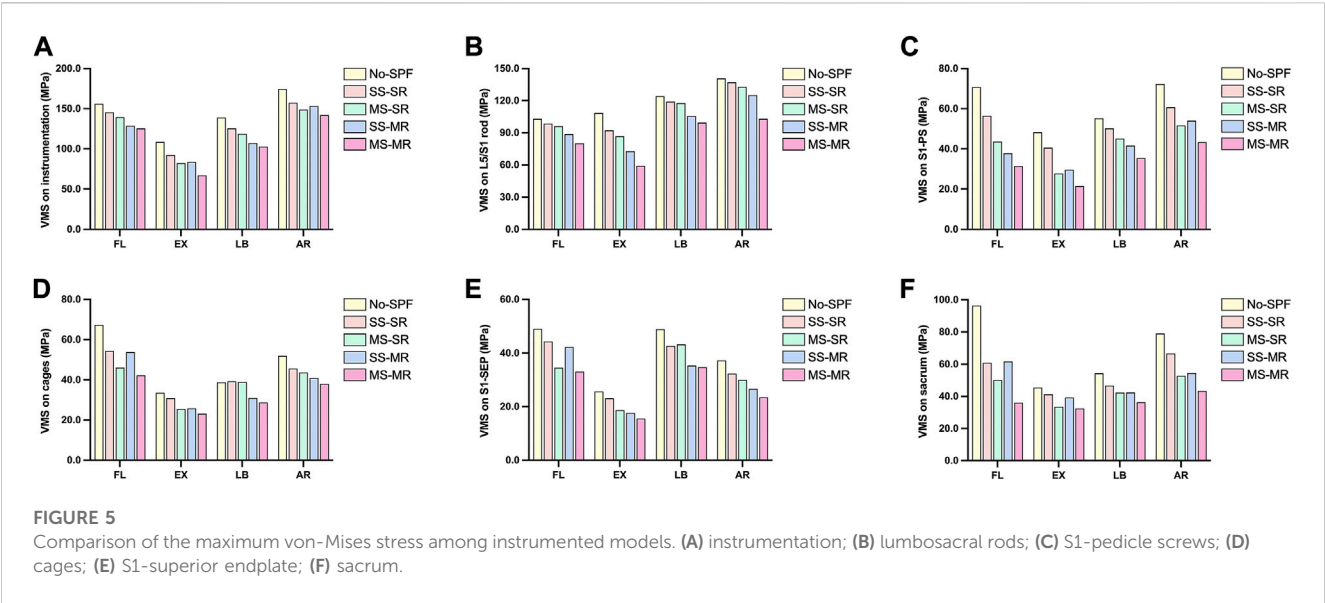 A
VMS on instrumentation (MPa)
200.0
150.0
100.0
50.0
0.0
FL EX LB AR
No-SPF
SS-SR
MS-SR
SS-MR
MS-MR
B
VMS on L5/S1 rod (MPa)
150.0
120.0
90.0
60.0
30.0
0.0
FL EX LB AR
No-SPF
SS-SR
MS-SR
SS-MR
MS-MR
C
VMS on S1-PS (MPa)
80.0
60.0
40.0
20.0
0.0
FL EX LB AR
No-SPF
SS-SR
MS-SR
SS-MR
MS-MR
D
VMS on cages (MPa)
80.0
60.0
40.0
20.0
0.0
FL EX LB AR
No-SPF
SS-SR
MS-SR
SS-MR
MS-MR
E
VMS on S1-SEP (MPa)
60.0
40.0
20.0
0.0
FL EX LB AR
No-SPF
SS-SR
MS-SR
SS-MR
MS-MR
F
VMS on sacrum (MPa)
100.0
80.0
60.0
40.0
20.0
0.0
FL EX LB AR
No-SPF
SS-SR
MS-SR
SS-MR
MS-MR
FIGURE 5
Comparison of the maximum von-Mises stress among instrumented models. (A) instrumentation; (B) lumbosacral rods; (C) S1-pedicle screws; (D)
cages; (E) S1-superior endplate; (F) sacrum.